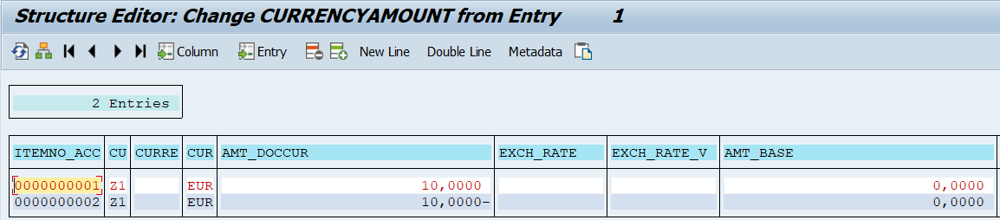 Structure Editor: Change CURRENCYAMOUNT from Entry 1
Column Entry New Line Double Line Metadata
2 Entries
ITEMNO_ACC CU CURRE CUR AMT_DOCCUR EXCH_RATE EXCH_RATE_V AMT_BASE
0000000001 Z1 EUR 10,0000 0,0000
0000000002 Z1 EUR 10,0000- 0,0000